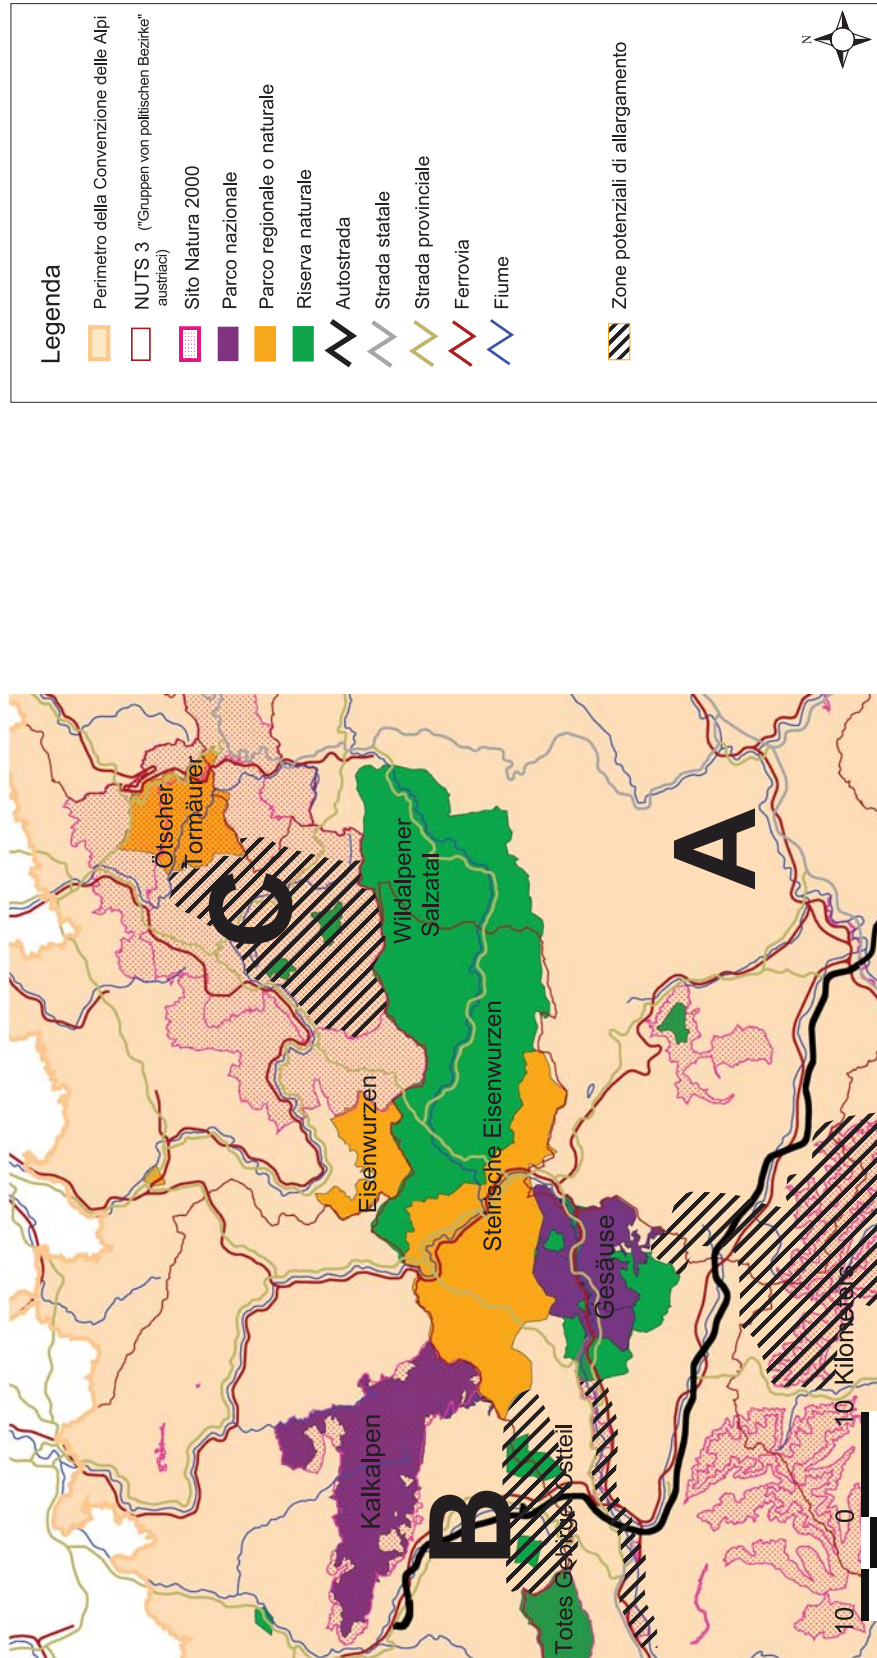 Legenda
Perimetro della Convenzione delle Alpi
NUTS 3 ("Gruppen von politischen Bezirke"
austriaci)
Sito Natura 2000
Parco nazionale
Parco regionale o naturale
Riserva naturale
Autostrada
Strada statale
Strada provinciale
Ferrovia
Fiume
Zone potenziali di allargamento
N
Ötscher
Tormäurer
C
Wildalpener
Salzatal
Eisenwurzen
Steirische Eisenwurzen
A
Kalkalpen
B
Gesäuse
Totes Gebirge Ostteil
10 0 10 Kilometers